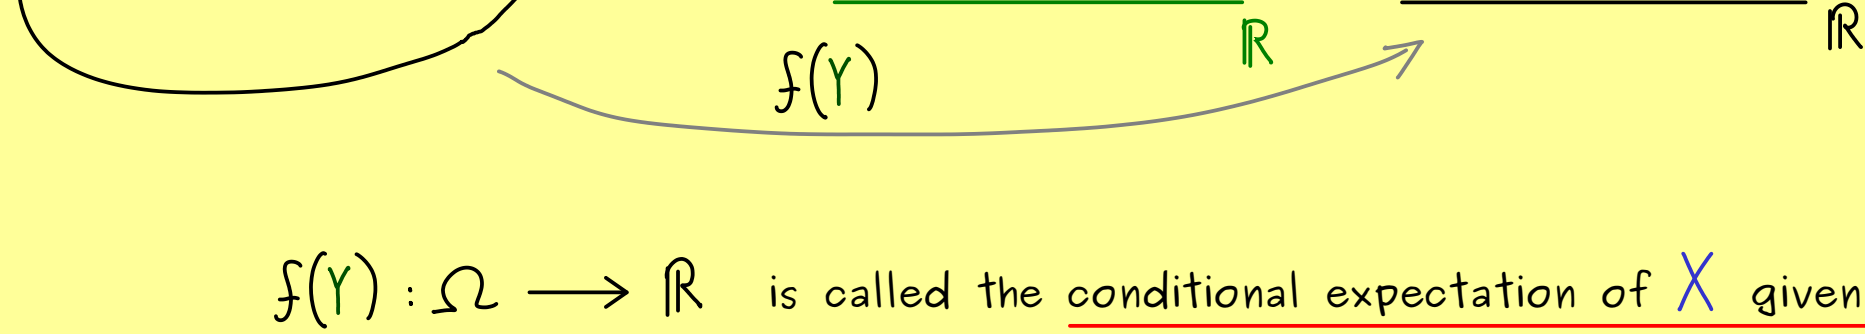 ℝ ℝ
f(Y)
f(Y) : Ω ⟶ ℝ is called the conditional expectation of X given